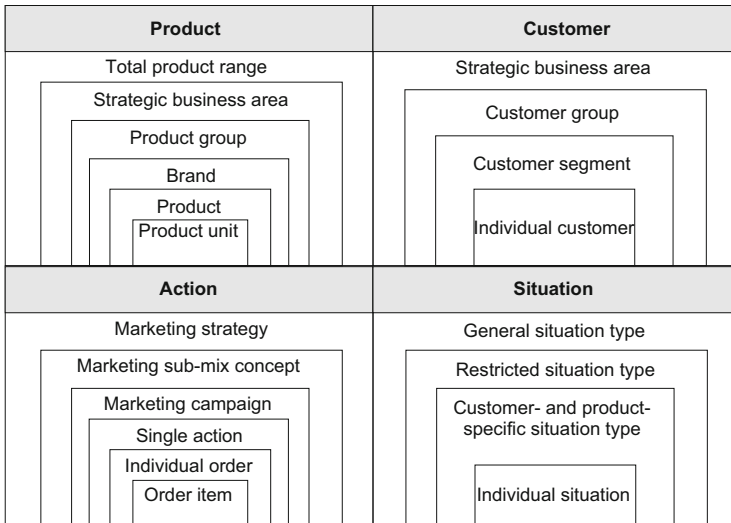 Product
Total product range
Strategic business area
Product group
Brand
Product
Product unit
Customer
Strategic business area
Customer group
Customer segment
Individual customer
Action
Marketing strategy
Marketing sub-mix concept
Marketing campaign
Single action
Individual order
Order item
Situation
General situation type
Restricted situation type
Customer- and product-
specific situation type
Individual situation